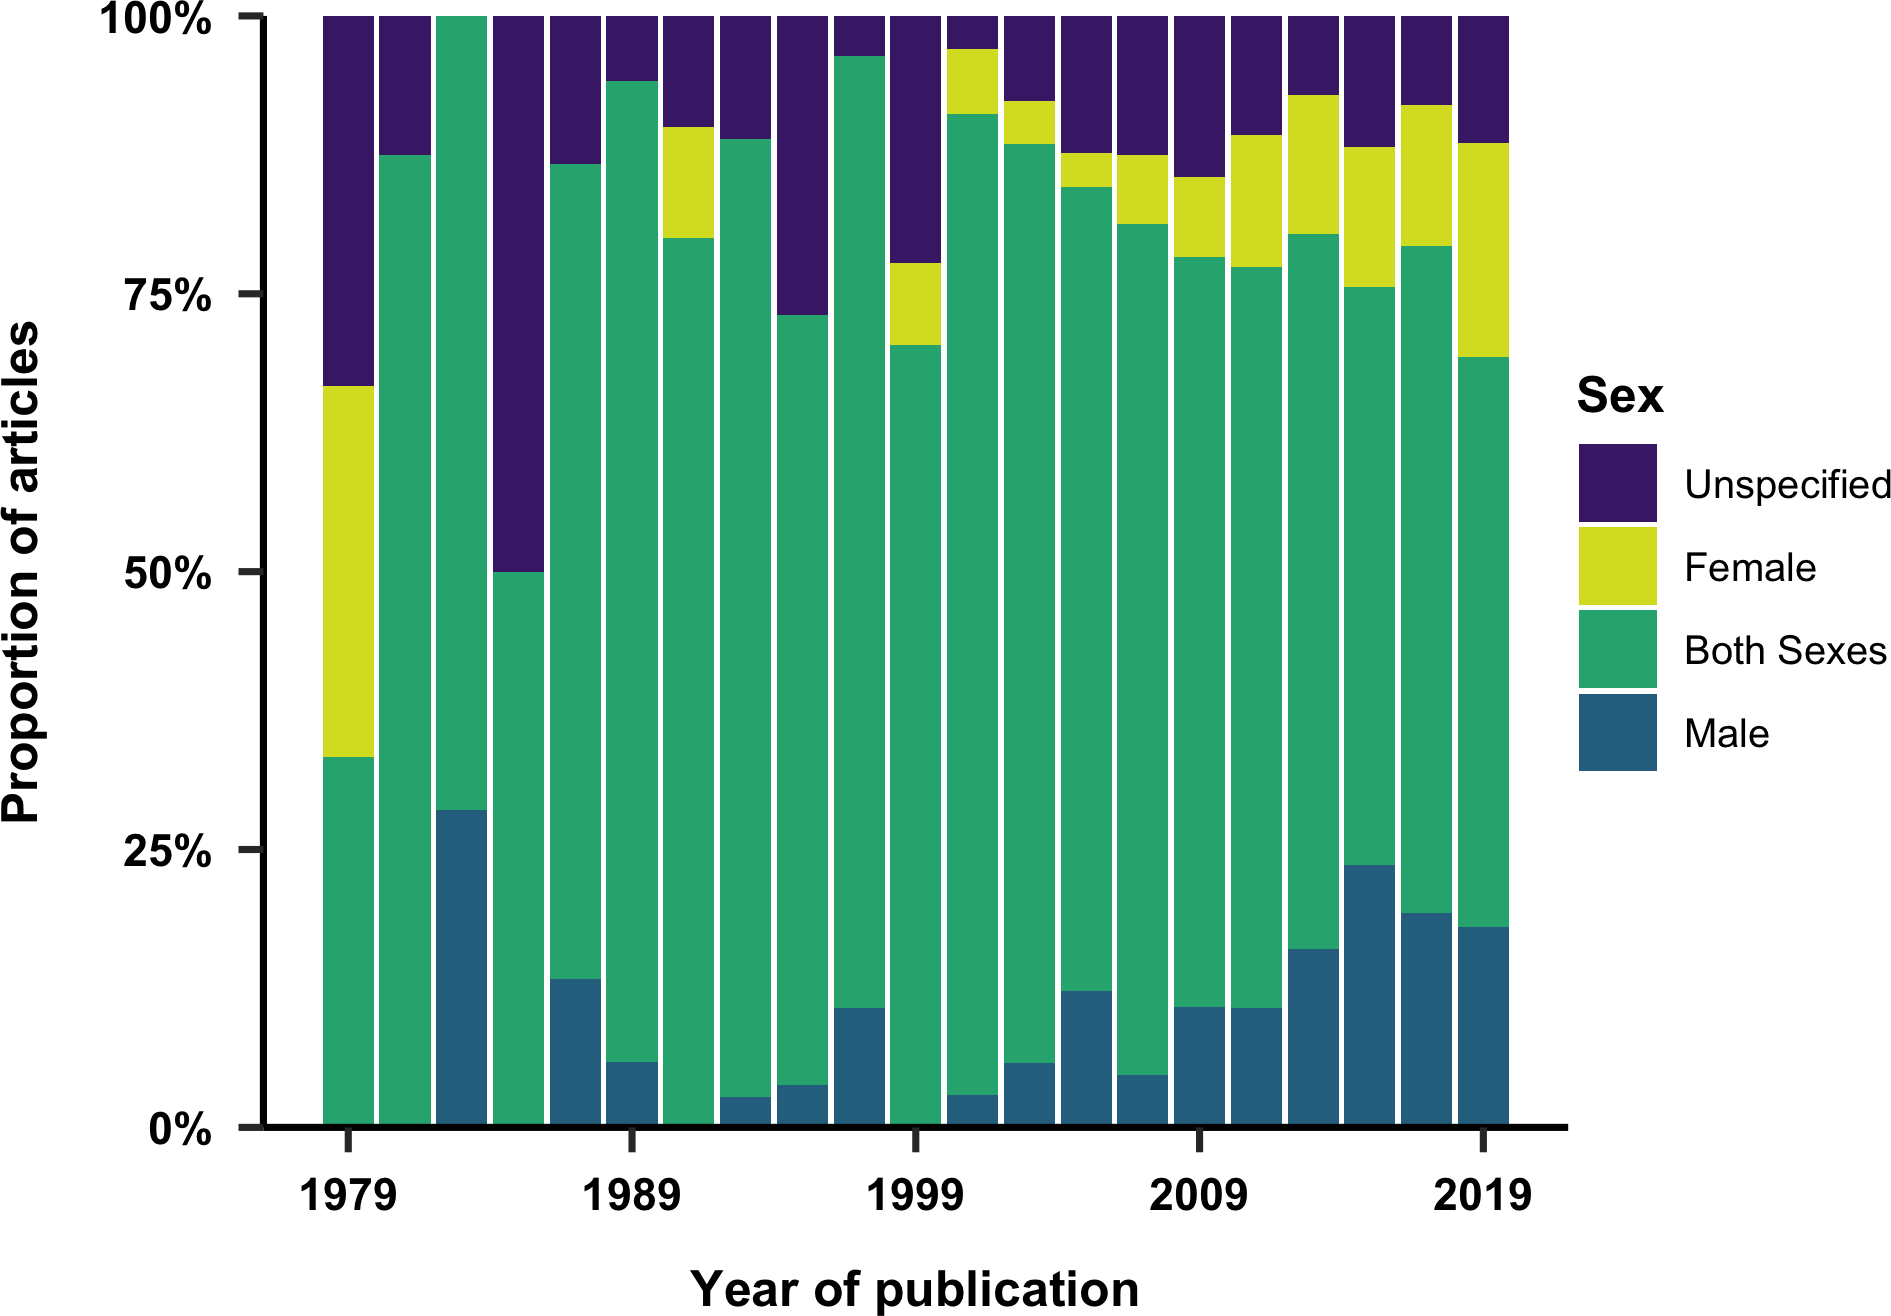 100%
75%
50%
25%
0%
Proportion of articles
1979
1989
1999
2009
2019
Year of publication
Sex
Unspecified
Female
Both Sexes
Male